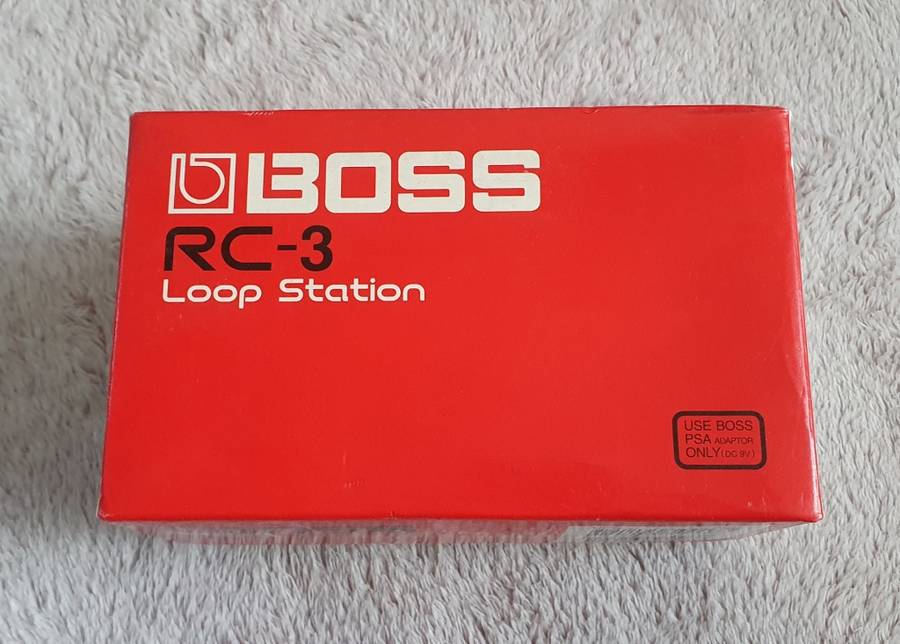 BOSS
RC-3
Loop Station
USE BOSS
PSA ADAPTOR
ONLY (DC 9V)